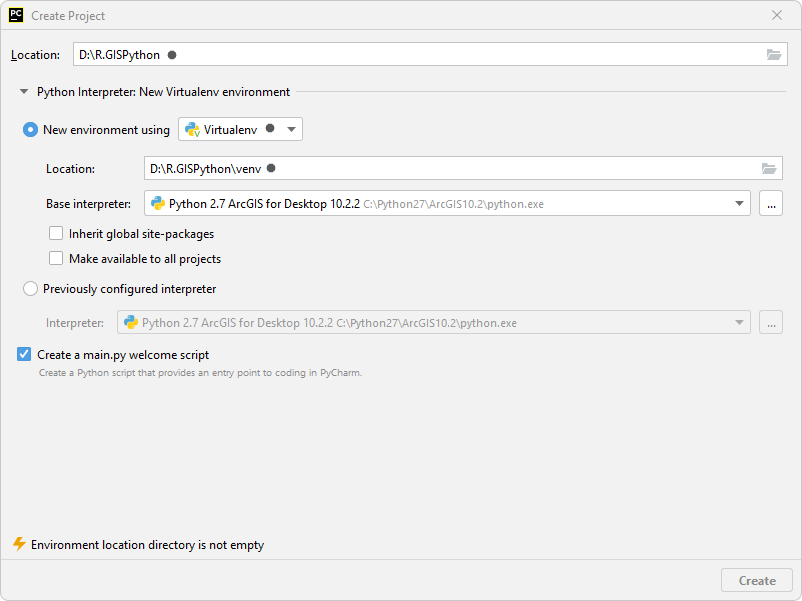 PC Create Project
Location: D:\R.GISPython
Python Interpreter: New Virtualenv environment
New environment using Virtualenv
Location: D:\R.GISPython\venv
Base interpreter: Python 2.7 ArcGIS for Desktop 10.2.2 C:\Python27\ArcGIS10.2\python.exe ...
Inherit global site-packages
Make available to all projects
Previously configured interpreter
Interpreter: Python 2.7 ArcGIS for Desktop 10.2.2 C:\Python27\ArcGIS10.2\python.exe ...
Create a main.py welcome script
Create a Python script that provides an entry point to coding in PyCharm.
Environment location directory is not empty
Create